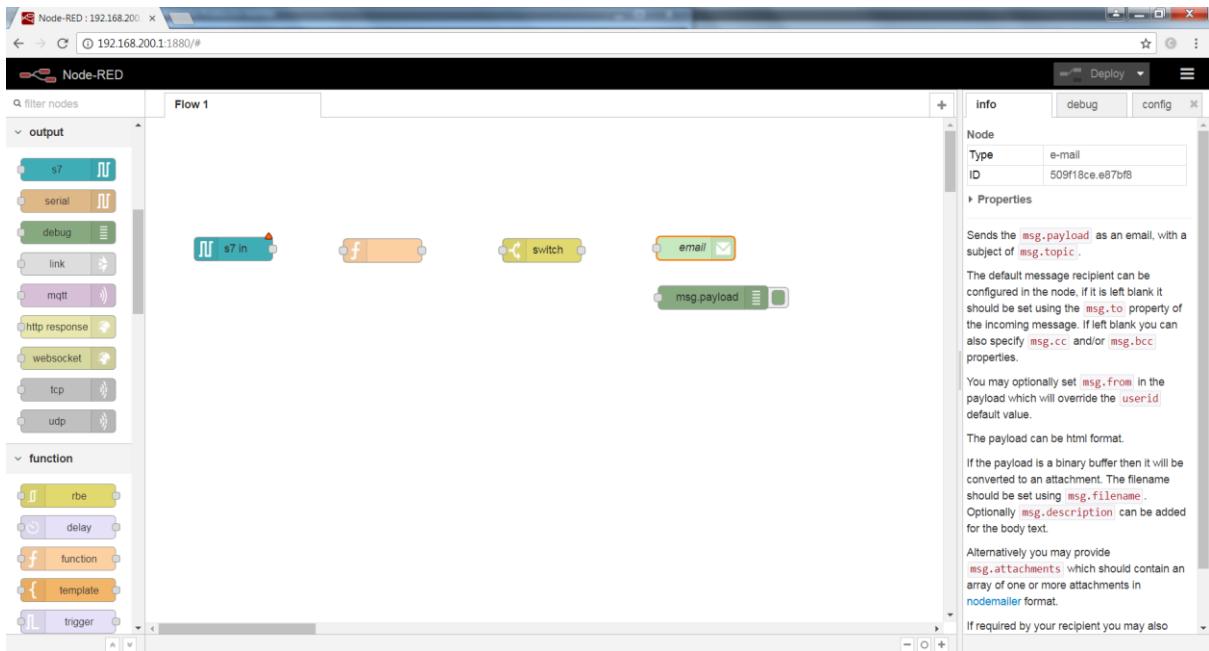 Node-RED : 192.168.200.
192.168.200.1:1880/#
Node-RED
Deploy
filter nodes
output
s7
serial
debug
link
mqtt
http response
websocket
tcp
udp
function
rbe
delay
function
template
trigger
Flow 1
s7 in
f
switch
email
msg.payload
info
debug
config
Node
Type e-mail
ID 509f18ce.e87bf8
Properties
Sends the msg.payload as an email, with a
subject of msg.topic .
The default message recipient can be
configured in the node, if it is left blank it
should be set using the msg.to property of
the incoming message. If left blank you can
also specify msg.cc and/or msg.bcc
properties.
You may optionally set msg.from in the
payload which will override the userid
default value.
The payload can be html format.
If the payload is a binary buffer then it will be
converted to an attachment. The filename
should be set using msg.filename .
Optionally msg.description can be added
for the body text.
Alternatively you may provide
msg.attachments which should contain an
array of one or more attachments in
nodemailer format.
If required by your recipient you may also